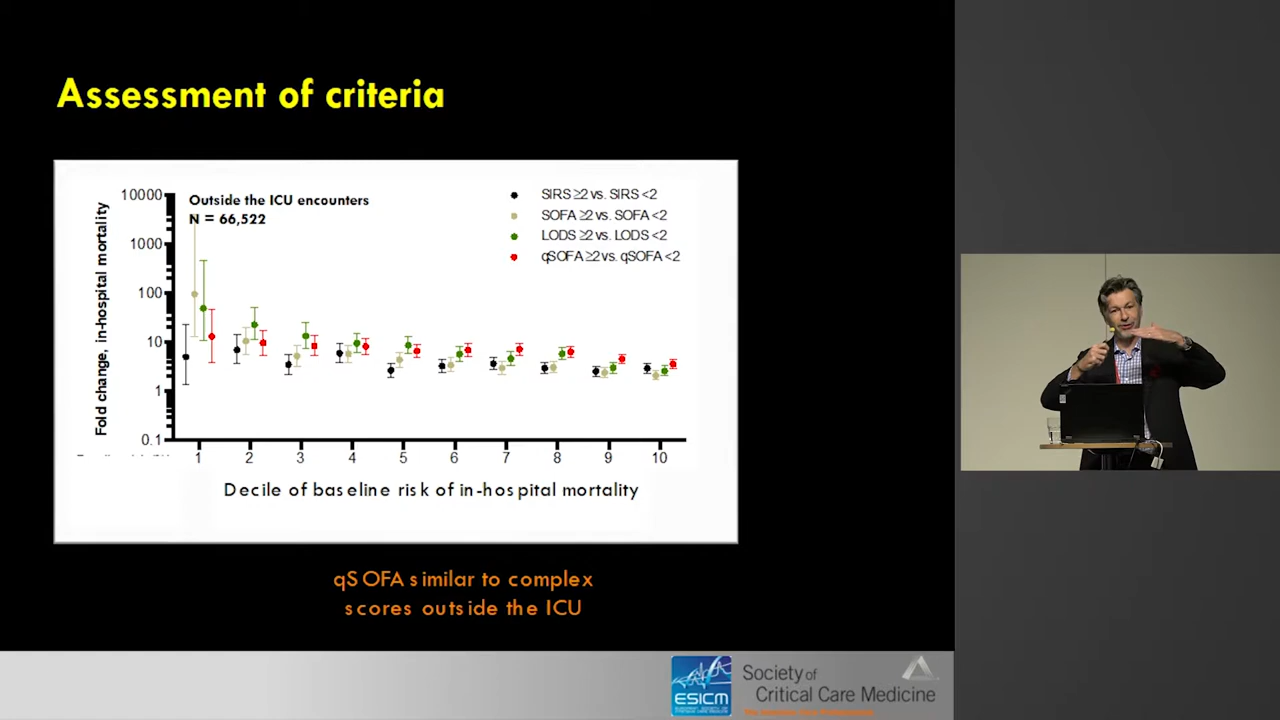 Assessment of criteria
Outside the ICU encounters
N = 66,522
SIRS ≥2 vs. SIRS <2
SOFA ≥2 vs. SOFA <2
LODS ≥2 vs. LODS <2
qSOFA ≥2 vs. qSOFA <2
Fold change, in-hospital mortality
10000
1000
100
10
1
0.1
1 2 3 4 5 6 7 8 9 10
Decile of baseline risk of in-hospital mortality
qSOFA similar to complex
scores outside the ICU
ESICM
Society of
Critical Care Medicine